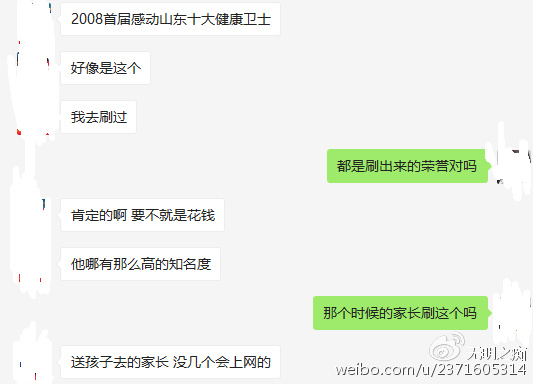 2008首届感动山东十大健康卫士
好像是这个
我去刷过
都是刷出来的荣誉对吗
肯定的啊 要不就是花钱
他哪有那么高的知名度
那个时候的家长刷这个吗
送孩子去的家长 没几个会上网的
大明之痴
weibo.com/u/2371605314